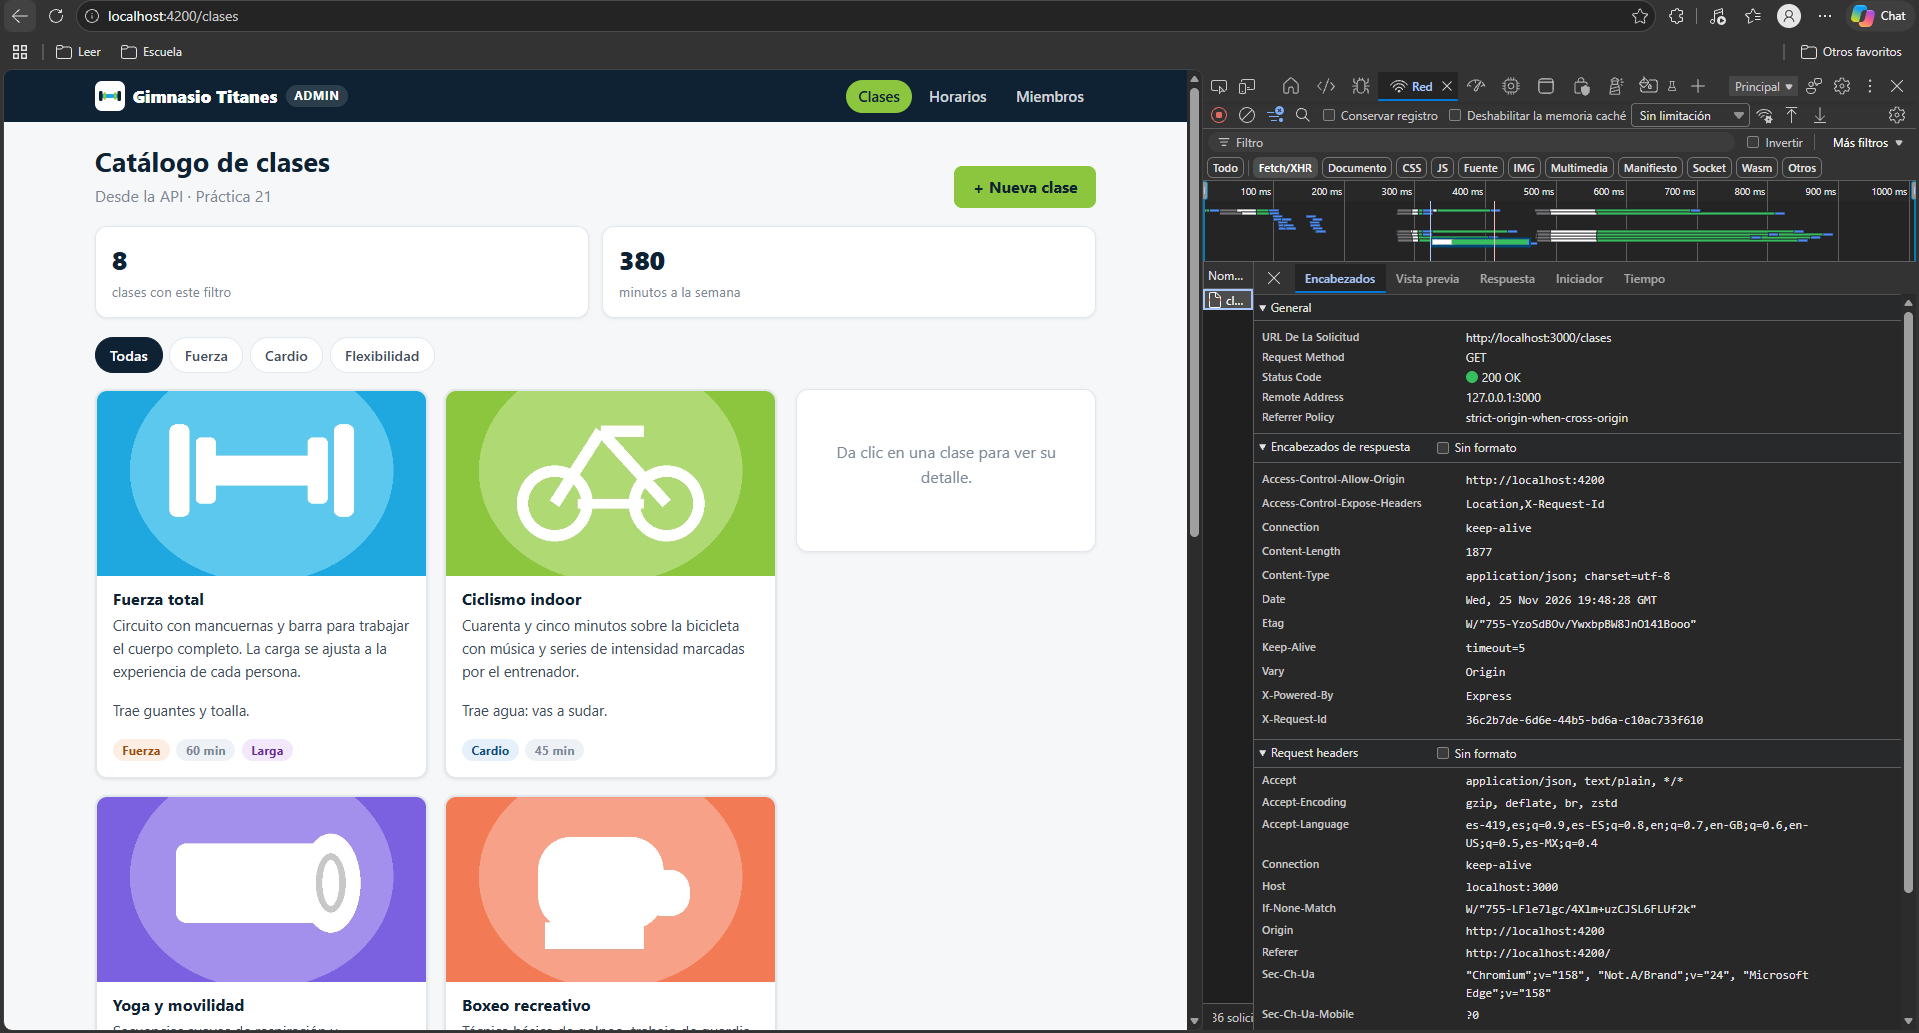 localhost:4200/clases
Chat
Leer
Escuela
Otros favoritos
Gimnasio Titanes ADMIN
Clases
Horarios
Miembros
Catálogo de clases
Desde la API · Práctica 21
+ Nueva clase
8
clases con este filtro
380
minutos a la semana
Todas
Fuerza
Cardio
Flexibilidad
Fuerza total
Circuito con mancuernas y barra para trabajar
el cuerpo completo. La carga se ajusta a la
experiencia de cada persona.
Trae guantes y toalla.
Fuerza 60 min Larga
Ciclismo indoor
Cuarenta y cinco minutos sobre la bicicleta
con música y series de intensidad marcadas
por el entrenador.
Trae agua: vas a sudar.
Cardio 45 min
Da clic en una clase para ver su
detalle.
Yoga y movilidad
Boxeo recreativo
Red
Principal
Conservar registro
Deshabilitar la memoria caché
Sin limitación
Filtro
Invertir
Más filtros
Todo
Fetch/XHR
Documento
CSS
JS
Fuente
IMG
Multimedia
Manifiesto
Socket
Wasm
Otros
100 ms
200 ms
300 ms
400 ms
500 ms
600 ms
700 ms
800 ms
900 ms
1000 ms
Nom...
cl...
36 solici
Encabezados
Vista previa
Respuesta
Iniciador
Tiempo
General
URL De La Solicitud http://localhost:3000/clases
Request Method GET
Status Code 200 OK
Remote Address 127.0.0.1:3000
Referrer Policy strict-origin-when-cross-origin
Encabezados de respuesta Sin formato
Access-Control-Allow-Origin http://localhost:4200
Access-Control-Expose-Headers Location,X-Request-Id
Connection keep-alive
Content-Length 1877
Content-Type application/json; charset=utf-8
Date Wed, 25 Nov 2026 19:48:28 GMT
Etag W/"755-YzoSdBOv/YwxbpBW8JnO141Booo"
Keep-Alive timeout=5
Vary Origin
X-Powered-By Express
X-Request-Id 36c2b7de-6d6e-44b5-bd6a-c10ac733f610
Request headers Sin formato
Accept application/json, text/plain, */*
Accept-Encoding gzip, deflate, br, zstd
Accept-Language es-419,es;q=0.9,es-ES;q=0.8,en;q=0.7,en-GB;q=0.6,en-
US;q=0.5,es-MX;q=0.4
Connection keep-alive
Host localhost:3000
If-None-Match W/"755-LFle7lgc/4Xlm+uzCJSL6FLUf2k"
Origin http://localhost:4200
Referer http://localhost:4200/
Sec-Ch-Ua "Chromium";v="158", "Not.A/Brand";v="24", "Microsoft
Edge";v="158"
Sec-Ch-Ua-Mobile ?0